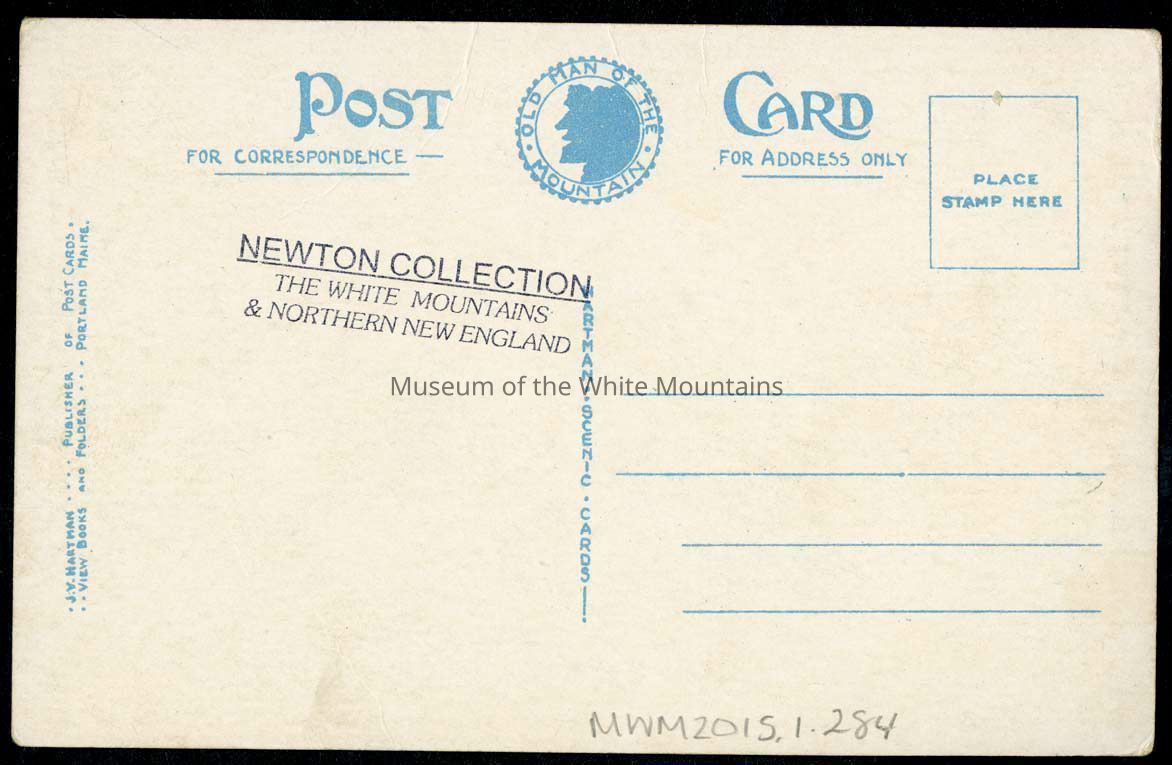 POST
CARD
OLD MAN OF THE
MOUNTAIN
FOR CORRESPONDENCE
FOR ADDRESS ONLY
PLACE
STAMP HERE
NEWTON COLLECTION
THE WHITE MOUNTAINS
& NORTHERN NEW ENGLAND
Museum of the White Mountains
HARTMAN · SCENIC · CARDS
· J.V. HARTMAN · · · PUBLISHER OF POST CARDS ·
· · VIEW BOOKS AND FOLDERS · · · PORTLAND MAINE.
MWM2015.1.284